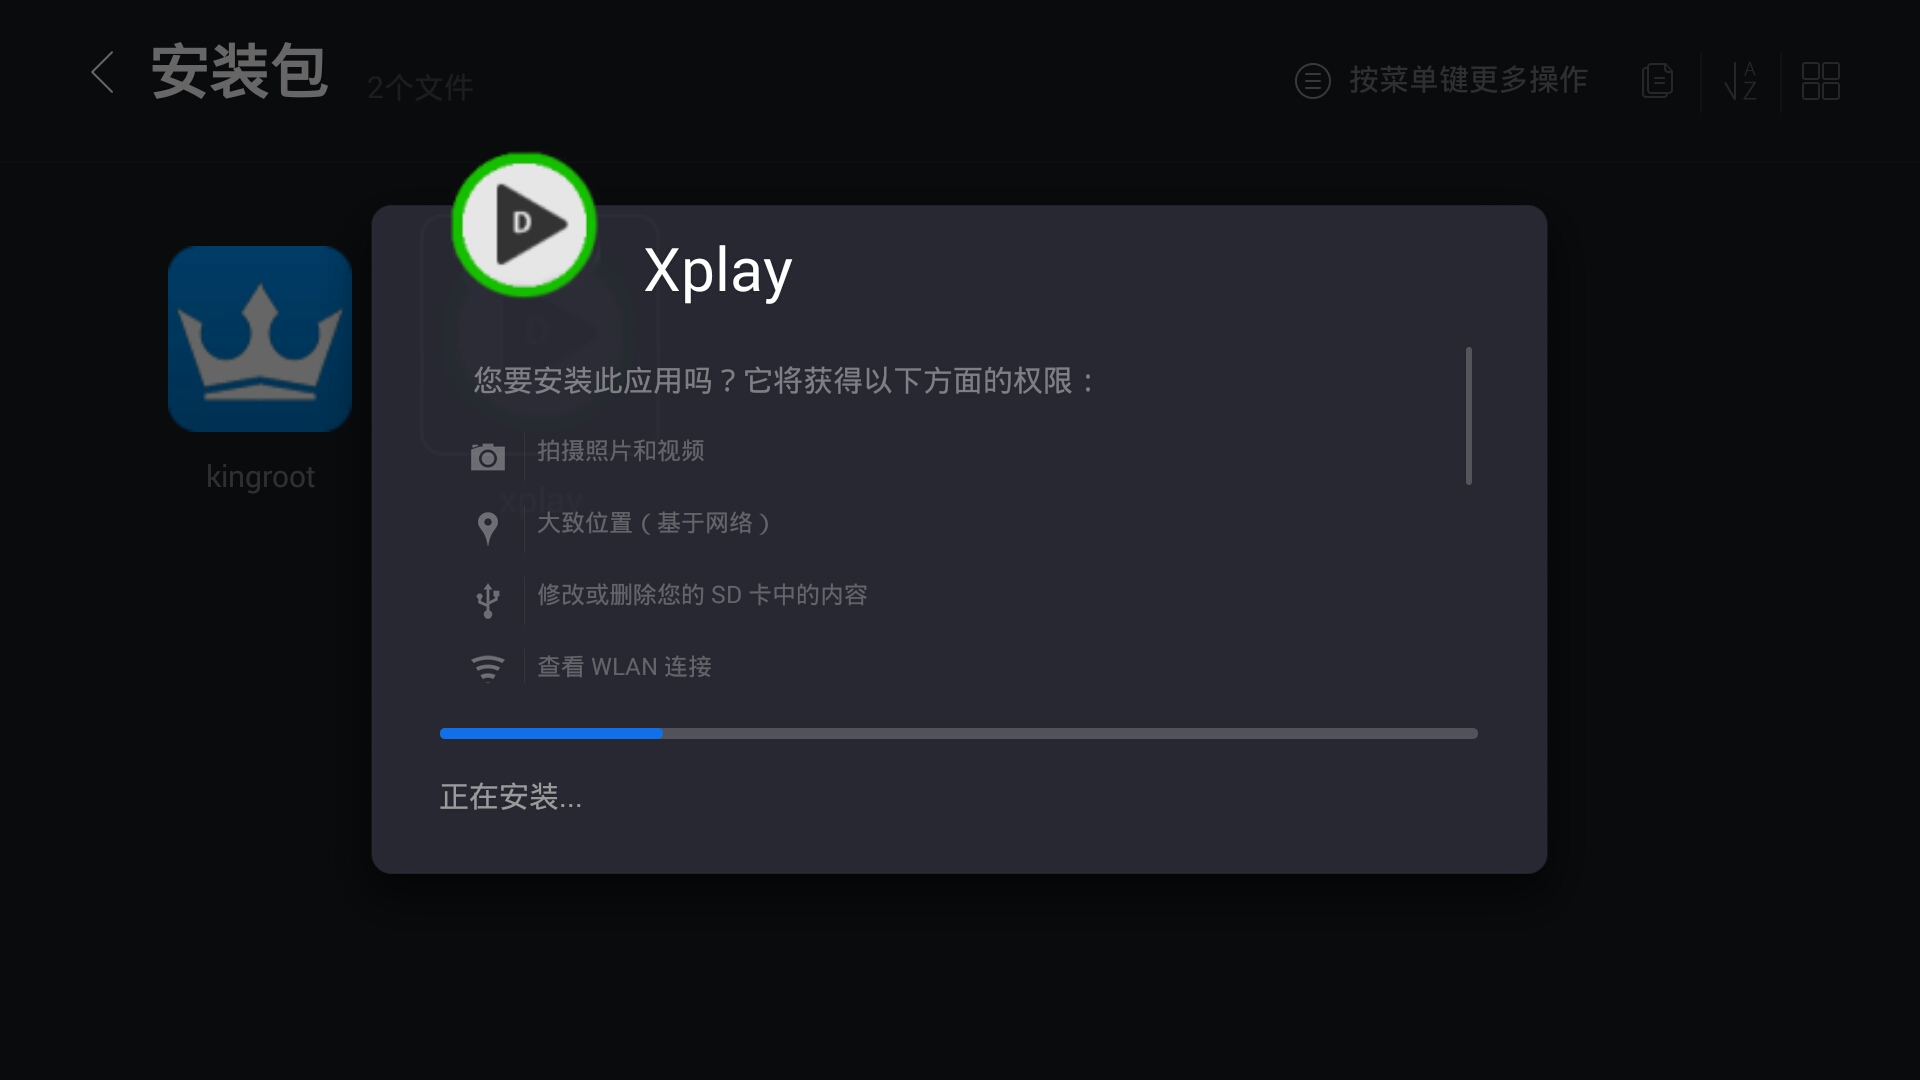 安装包
2个文件
按菜单键更多操作
A
Z
D
Xplay
kingroot
xplay
您要安装此应用吗？它将获得以下方面的权限：
拍摄照片和视频
大致位置（基于网络）
修改或删除您的 SD 卡中的内容
查看 WLAN 连接
正在安装...